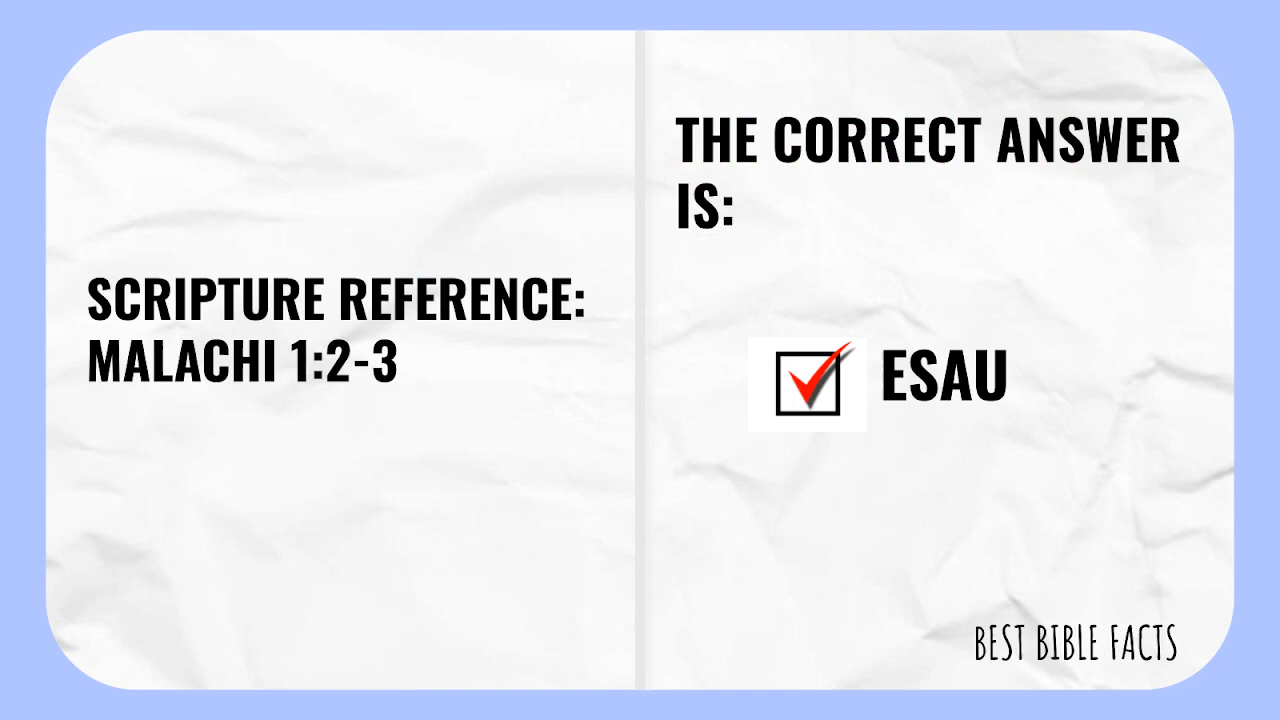 SCRIPTURE REFERENCE:
MALACHI 1:2-3
THE CORRECT ANSWER
IS:
ESAU
BEST BIBLE FACTS